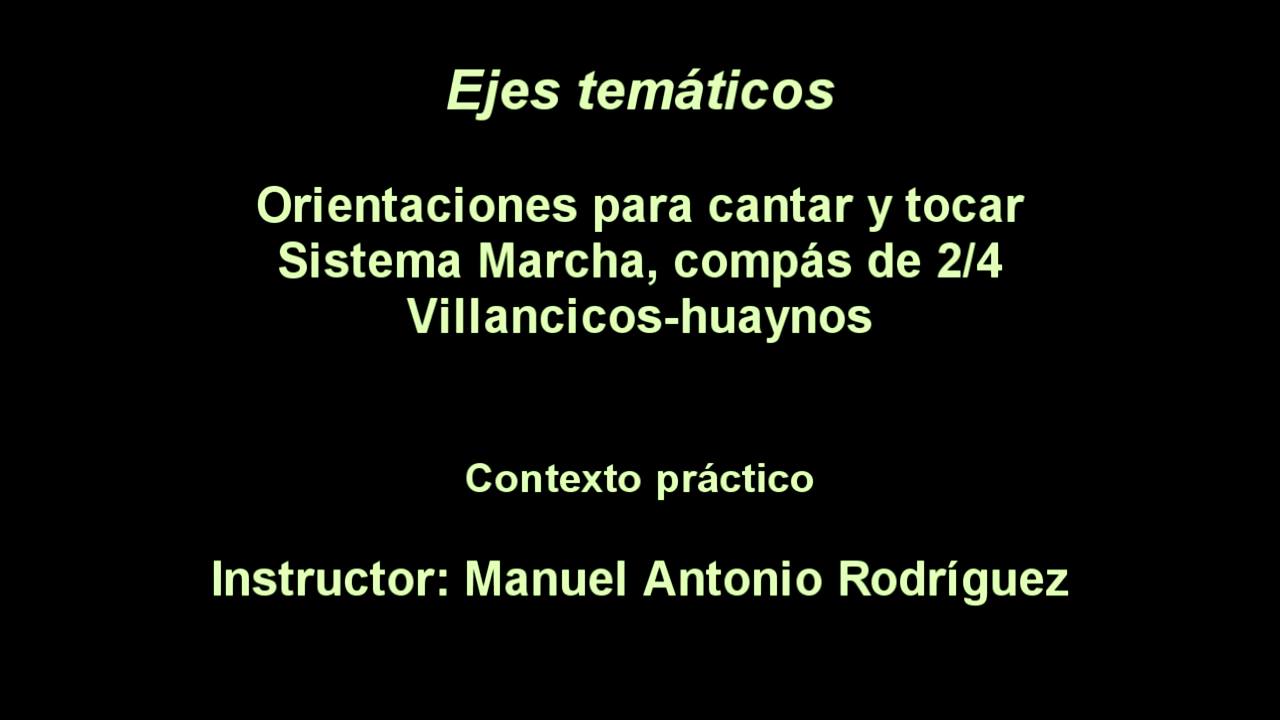 Ejes temáticos
Orientaciones para cantar y tocar
Sistema Marcha, compás de 2/4
Villancicos-huaynos
Contexto práctico
Instructor: Manuel Antonio Rodríguez